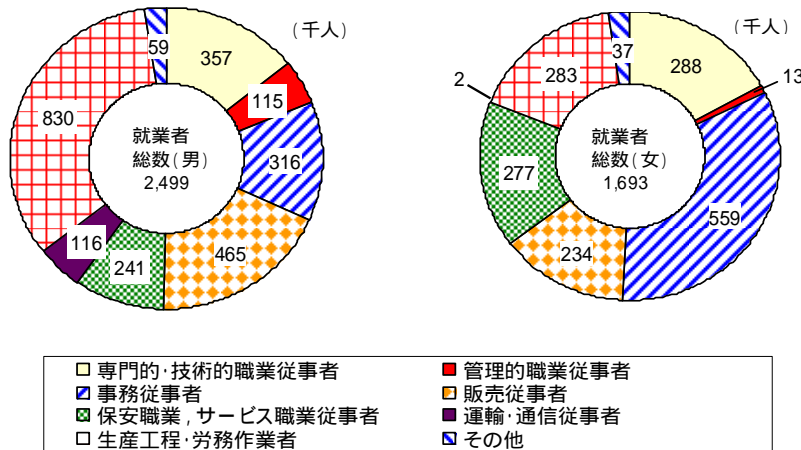 (千人)
59
357
115
830
就業者
総数(男)
2,499
316
116
241
465
(千人)
37
288
13
283
2
就業者
総数(女)
1,693
277
234
559
専門的・技術的職業従事者
管理的職業従事者
事務従事者
販売従事者
保安職業,サービス職業従事者
運輸・通信従事者
生産工程・労務作業者
その他